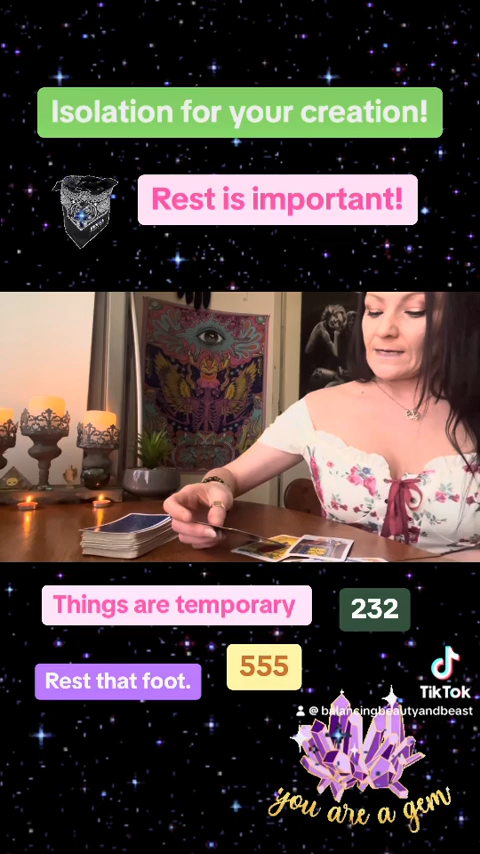 Isolation for your creation!
Rest is important!
Things are temporary
232
555
Rest that foot.
TikTok
@balancingbeautyandbeast
you are a gem